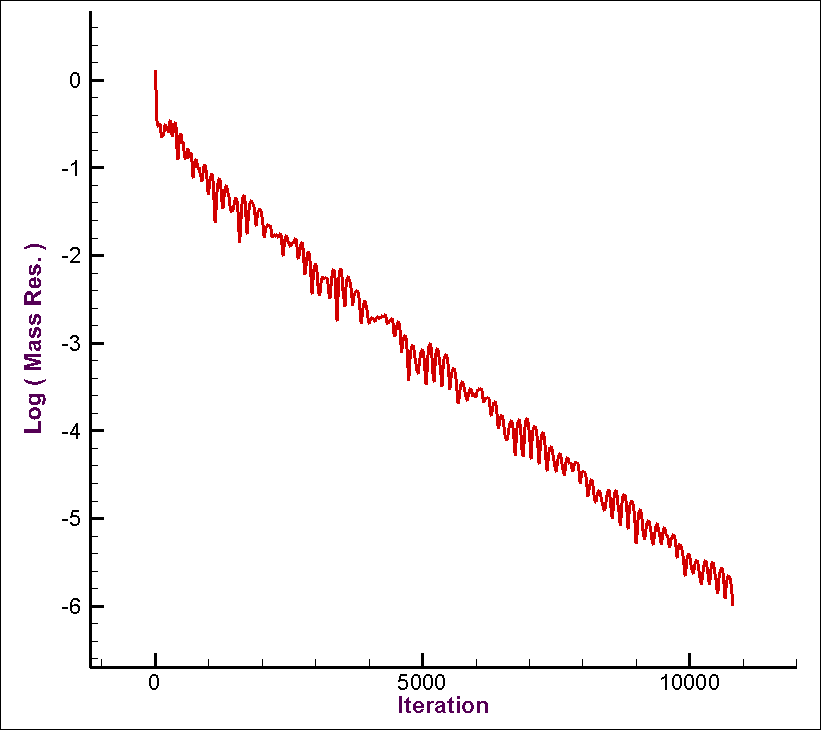 0
-1
-2
-3
-4
-5
-6
Log ( Mass Res. )
0 5000 10000
Iteration